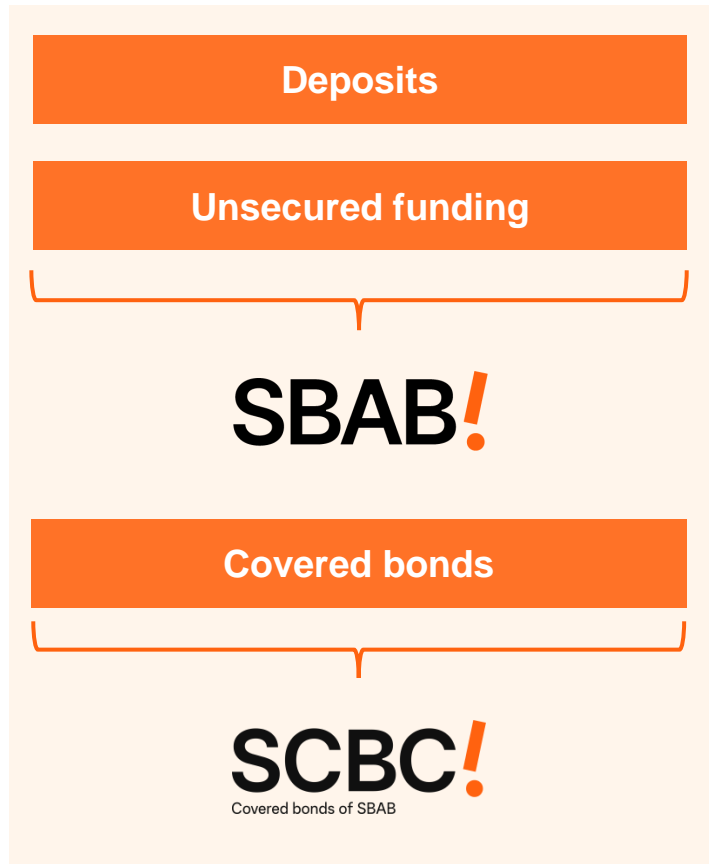 Deposits
Unsecured funding
SBAB!
Covered bonds
SCBC!
Covered bonds of SBAB